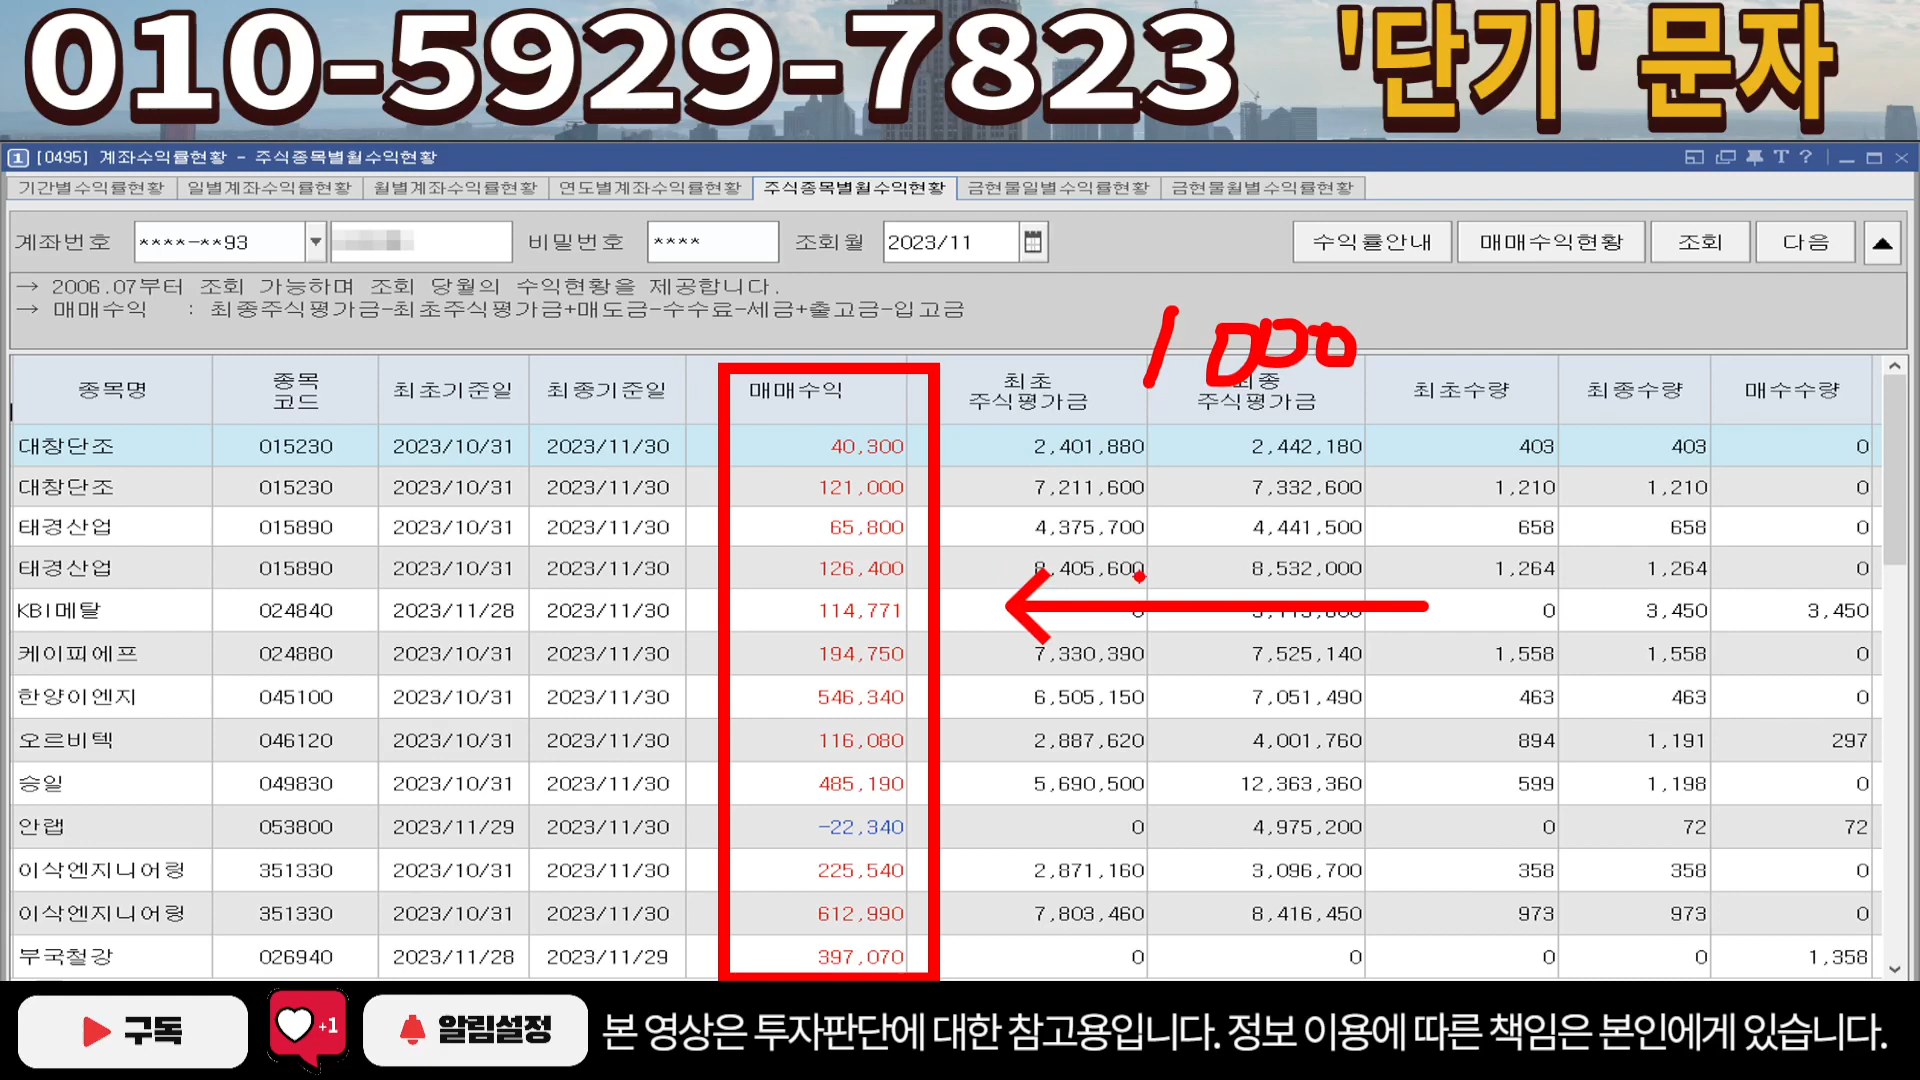 010-5929-7823 '단기' 문자
1 [0495] 계좌수익률현황 - 주식종목별월수익현황
기간별수익률현황 일별계좌수익률현황 월별계좌수익률현황 연도별계좌수익률현황 주식종목별월수익현황 금현물일별수익률현황 금현물월별수익률현황
계좌번호 ****-**93 비밀번호 **** 조회월 2023/11 수익률안내 매매수익현황 조회 다음
→ 2006.07부터 조회 가능하며 조회 당월의 수익현황을 제공합니다.
→ 매매수익 : 최종주식평가금-최초주식평가금+매도금-수수료-세금+출고금-입고금
1000
종목명 종목코드 최초기준일 최종기준일 매매수익 최초주식평가금 최종주식평가금 최초수량 최종수량 매수수량
대창단조 015230 2023/10/31 2023/11/30 40,300 2,401,880 2,442,180 403 403 0
대창단조 015230 2023/10/31 2023/11/30 121,000 7,211,600 7,332,600 1,210 1,210 0
태경산업 015890 2023/10/31 2023/11/30 65,800 4,375,700 4,441,500 658 658 0
태경산업 015890 2023/10/31 2023/11/30 126,400 8,405,600 8,532,000 1,264 1,264 0
KBI메탈 024840 2023/11/28 2023/11/30 114,771 0 0 3,450 3,450
케이피에프 024880 2023/10/31 2023/11/30 194,750 7,330,390 7,525,140 1,558 1,558 0
한양이엔지 045100 2023/10/31 2023/11/30 546,340 6,505,150 7,051,490 463 463 0
오르비텍 046120 2023/10/31 2023/11/30 116,080 2,887,620 4,001,760 894 1,191 297
승일 049830 2023/10/31 2023/11/30 485,190 5,690,500 12,363,360 599 1,198 0
안랩 053800 2023/11/29 2023/11/30 -22,340 0 4,975,200 0 72 72
이삭엔지니어링 351330 2023/10/31 2023/11/30 225,540 2,871,160 3,096,700 358 358 0
이삭엔지니어링 351330 2023/10/31 2023/11/30 612,990 7,803,460 8,416,450 973 973 0
부국철강 026940 2023/11/28 2023/11/29 397,070 0 0 0 0 1,358
구독 +1 알림설정 본 영상은 투자판단에 대한 참고용입니다. 정보 이용에 따른 책임은 본인에게 있습니다.